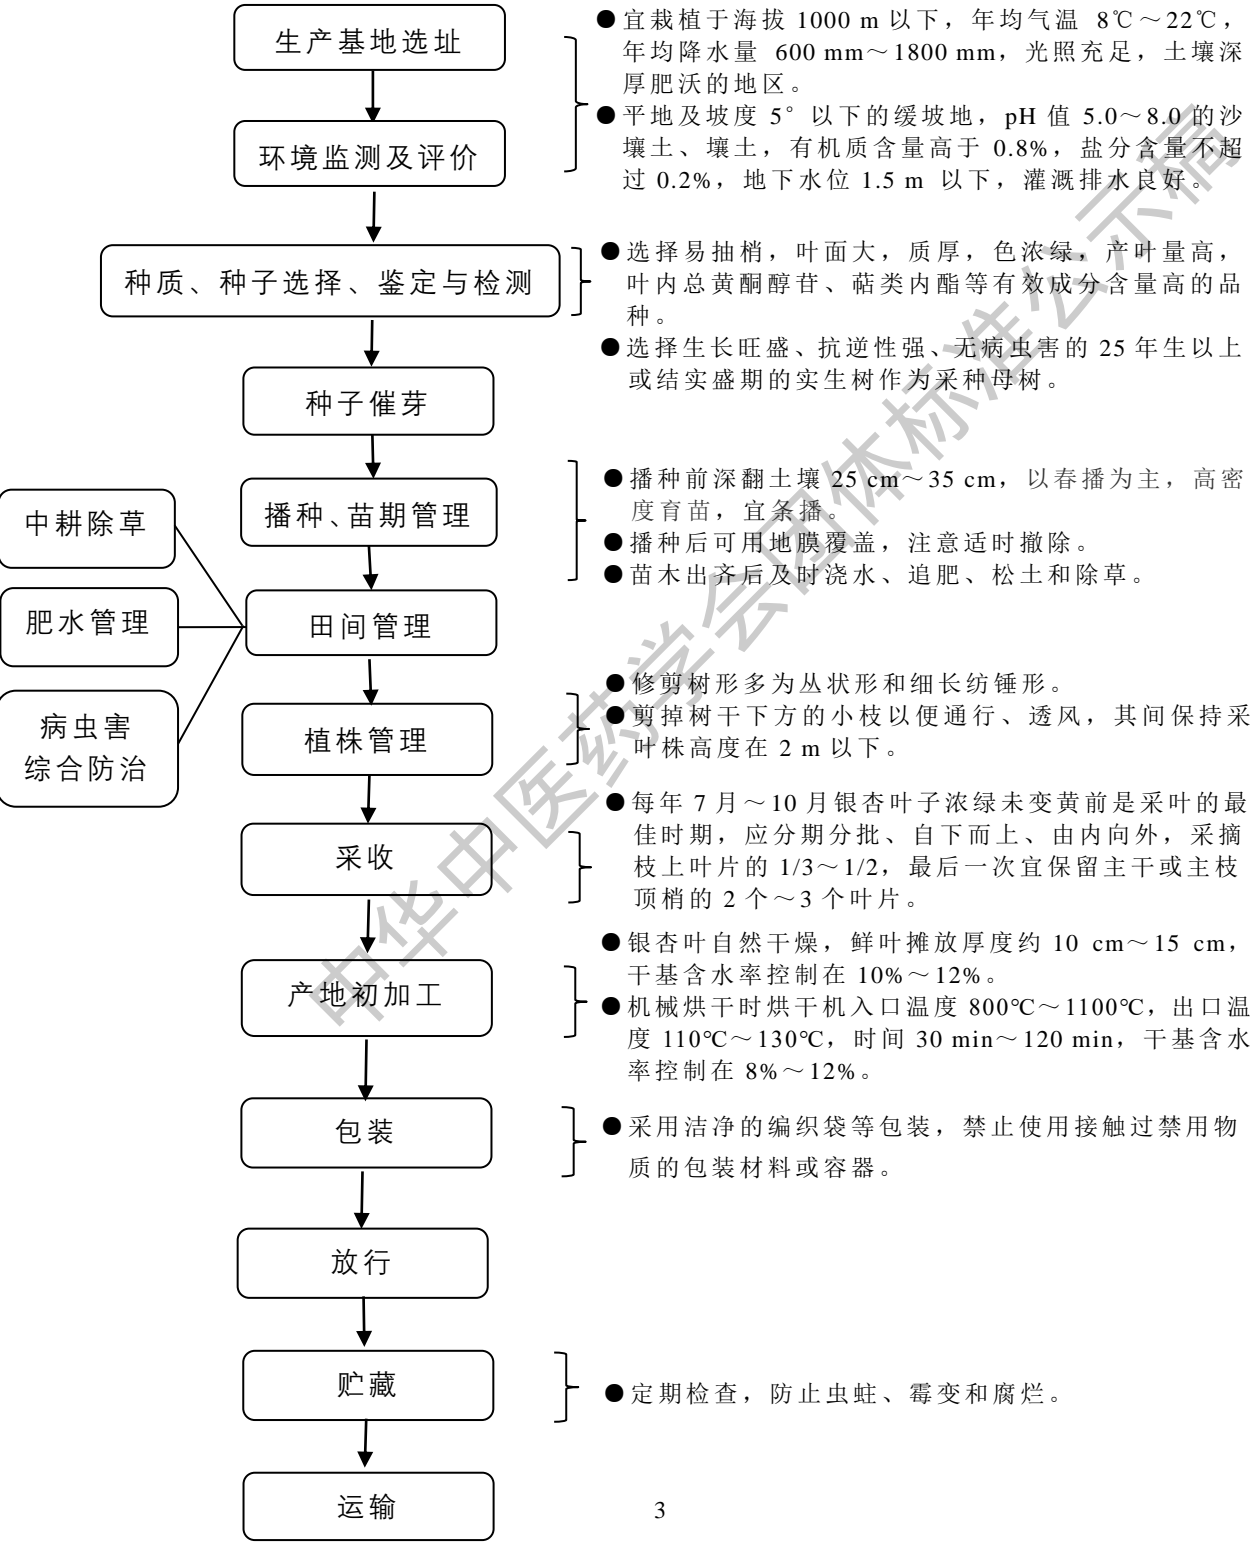 生产基地选址
●宜栽植于海拔 1000 m 以下，年均气温 8℃～22℃，
年均降水量 600 mm～1800 mm，光照充足，土壤深
厚肥沃的地区。
环境监测及评价
●平地及坡度 5°以下的缓坡地，pH 值 5.0～8.0 的沙
壤土、壤土，有机质含量高于 0.8%，盐分含量不超
过 0.2%，地下水位 1.5 m 以下，灌溉排水良好。
种质、种子选择、鉴定与检测
●选择易抽梢，叶面大，质厚，色浓绿，产叶量高，
叶内总黄酮醇苷、萜类内酯等有效成分含量高的品
种。
●选择生长旺盛、抗逆性强、无病虫害的 25 年生以上
或结实盛期的实生树作为采种母树。
种子催芽
播种、苗期管理
●播种前深翻土壤 25 cm～35 cm，以春播为主，高密
度育苗，宜条播。
●播种后可用地膜覆盖，注意适时撤除。
●苗木出齐后及时浇水、追肥、松土和除草。
中耕除草
肥水管理
病虫害
综合防治
田间管理
植株管理
●修剪树形多为丛状形和细长纺锤形。
●剪掉树干下方的小枝以便通行、透风，其间保持采
叶株高度在 2 m 以下。
采收
●每年 7 月～10 月银杏叶子浓绿未变黄前是采叶的最
佳时期，应分期分批、自下而上、由内向外，采摘
枝上叶片的 1/3～1/2，最后一次宜保留主干或主枝
顶梢的 2 个～3 个叶片。
产地初加工
●银杏叶自然干燥，鲜叶摊放厚度约 10 cm～15 cm，
干基含水率控制在 10%～12%。
●机械烘干时烘干机入口温度 800℃～1100℃，出口温
度 110℃～130℃，时间 30 min～120 min，干基含水
率控制在 8%～12%。
包装
●采用洁净的编织袋等包装，禁止使用接触过禁用物
质的包装材料或容器。
放行
贮藏
●定期检查，防止虫蛀、霉变和腐烂。
运输
3
中华中医药学会团体标准公示稿